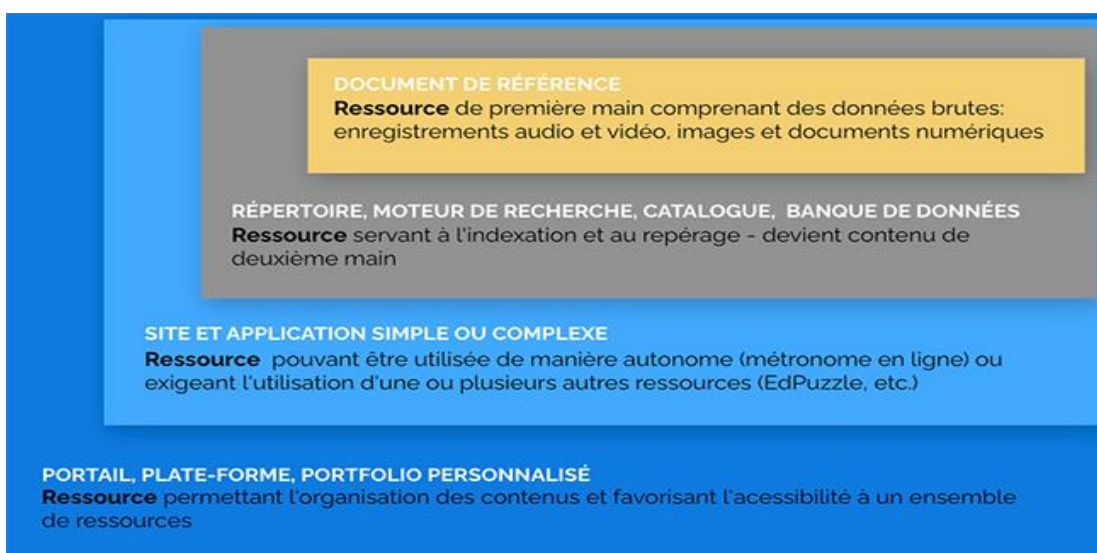 DOCUMENT DE RÉFÉRENCE
Ressource de première main comprenant des données brutes:
enregistrements audio et vidéo, images et documents numériques
RÉPERTOIRE, MOTEUR DE RECHERCHE, CATALOGUE, BANQUE DE DONNÉES
Ressource servant à l'indexation et au repérage - devient contenu de
deuxième main
SITE ET APPLICATION SIMPLE OU COMPLEXE
Ressource pouvant être utilisée de manière autonome (métronome en ligne) ou
exigeant l'utilisation d'une ou plusieurs autres ressources (EdPuzzle, etc.)
PORTAIL, PLATE-FORME, PORTFOLIO PERSONNALISÉ
Ressource permettant l'organisation des contenus et favorisant l'acessibilité à un ensemble
de ressources